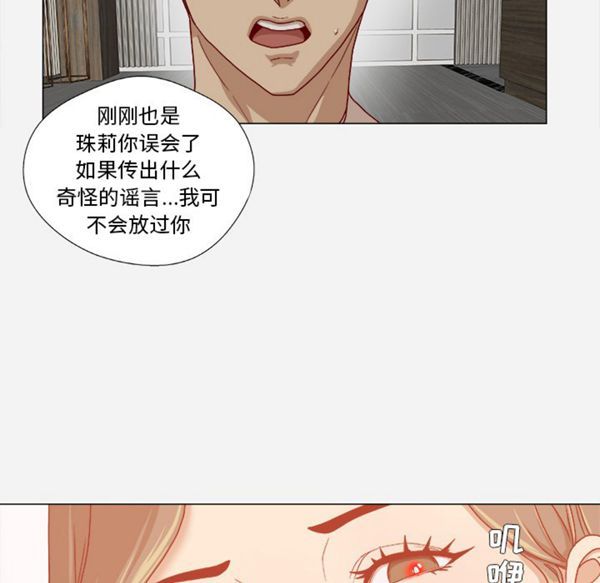 刚刚也是
珠莉你误会了
如果传出什么
奇怪的谣言...我可
不会放过你
叽
咿